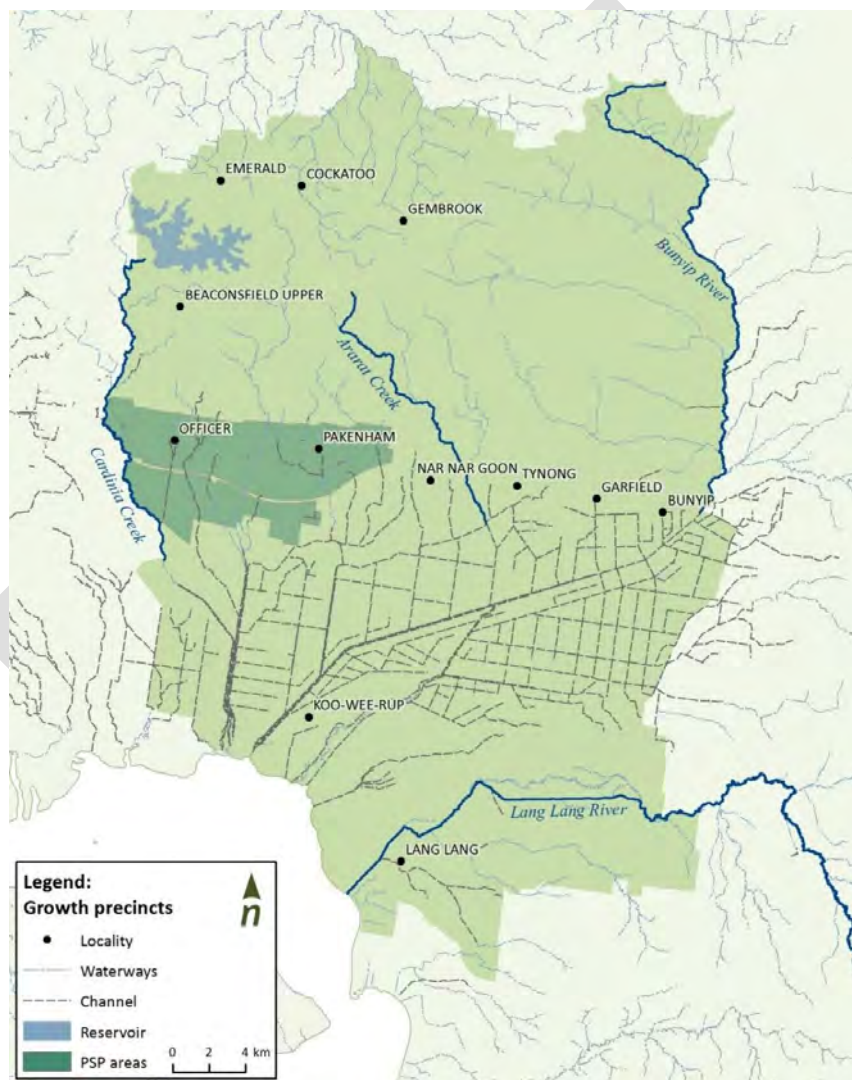 EMERALD
COCKATOO
GEMBROOK
Bunyip River
BEACONSFIELD UPPER
Ararat Creek
OFFICER
PAKENHAM
Cardinia Creek
NAR NAR GOON
TYNONG
GARFIELD
BUNYIP
KOO-WEE-RUP
Lang Lang River
LANG LANG
Legend:
Growth precincts
n
Locality
Waterways
Channel
Reservoir
PSP areas
0 2 4 km